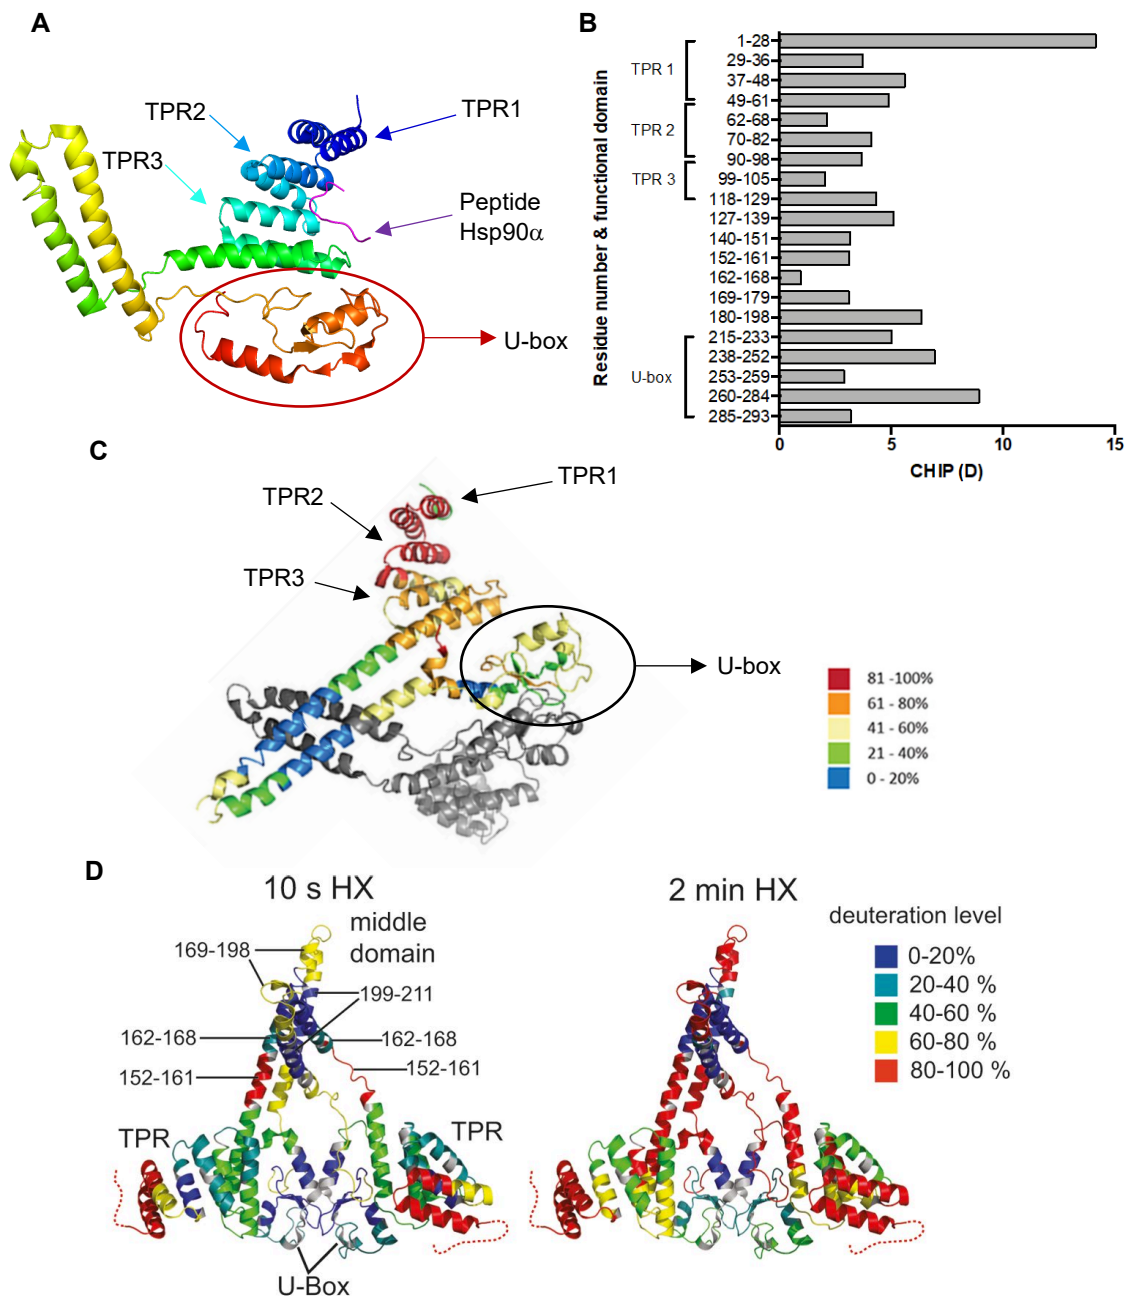 A
TPR2
TPR1
TPR3
Peptide
Hsp90α
U-box
B
Residue number & functional domain
TPR 1
TPR 2
TPR 3
U-box
1-28
29-36
37-48
49-61
62-68
70-82
90-98
99-105
118-129
127-139
140-151
152-161
162-168
169-179
180-198
215-233
238-252
253-259
260-284
285-293
0 5 10 15
CHIP (D)
C
TPR1
TPR2
TPR3
U-box
81 -100%
61 - 80%
41 - 60%
21 - 40%
0 - 20%
D
10 s HX
2 min HX
middle
domain
169-198
199-211
162-168
162-168
152-161
152-161
TPR
TPR
U-Box
deuteration level
0-20%
20-40 %
40-60 %
60-80 %
80-100 %